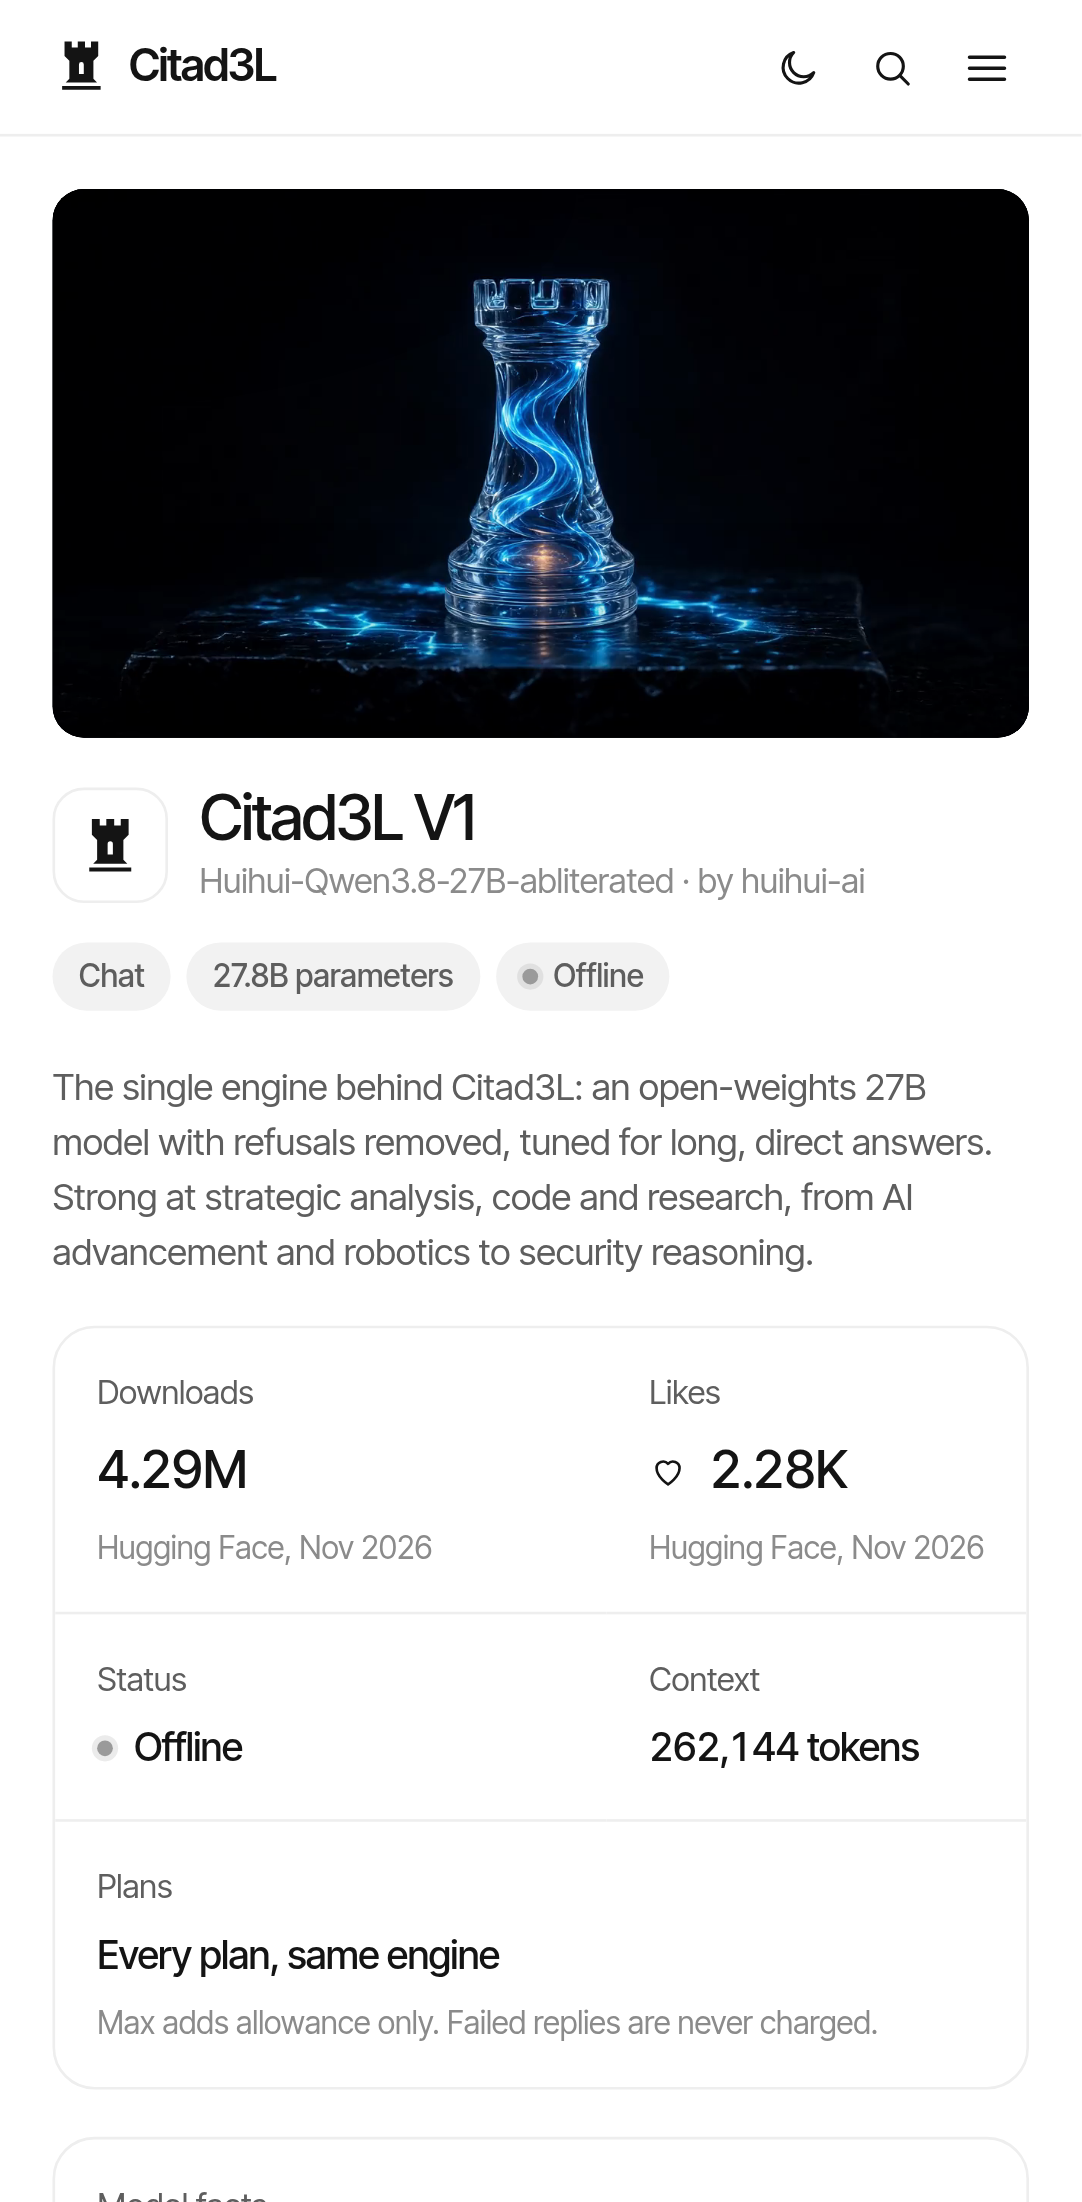 Citad3L
Citad3L V1
Huihui-Qwen3.8-27B-abliterated · by huihui-ai
Chat
27.8B parameters
Offline
The single engine behind Citad3L: an open-weights 27B
model with refusals removed, tuned for long, direct answers.
Strong at strategic analysis, code and research, from AI
advancement and robotics to security reasoning.
Downloads
4.29M
Hugging Face, Nov 2026
Likes
2.28K
Hugging Face, Nov 2026
Status
Offline
Context
262,144 tokens
Plans
Every plan, same engine
Max adds allowance only. Failed replies are never charged.
Model facts